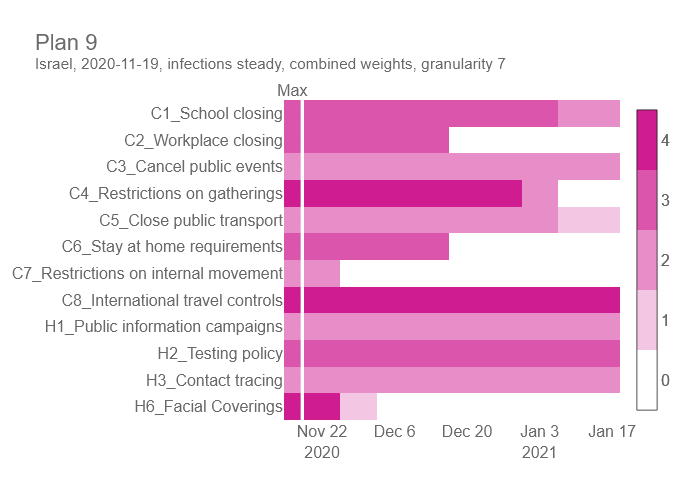 Plan 9
Israel, 2020-11-19, infections steady, combined weights, granularity 7
Max
C1_School closing
C2_Workplace closing
C3_Cancel public events
C4_Restrictions on gatherings
C5_Close public transport
C6_Stay at home requirements
C7_Restrictions on internal movement
C8_International travel controls
H1_Public information campaigns
H2_Testing policy
H3_Contact tracing
H6_Facial Coverings
4
3
2
1
0
Nov 22 Dec 6 Dec 20 Jan 3 Jan 17
2020 2021